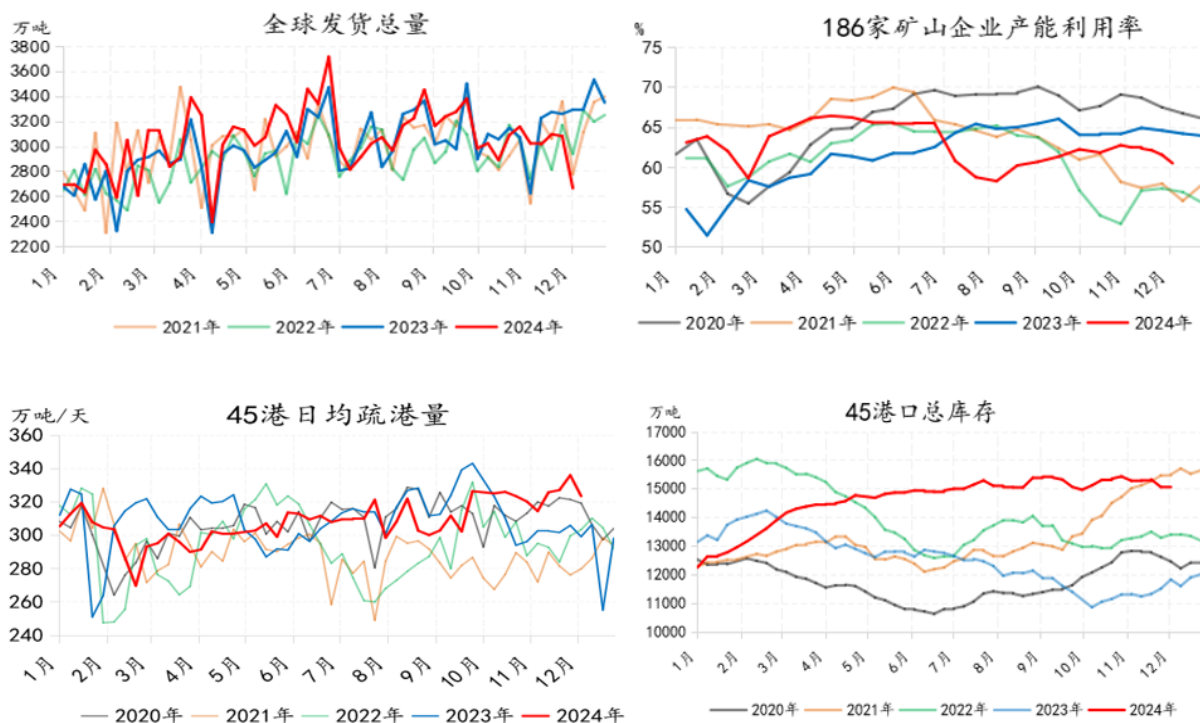 全球发货总量
万吨
3800
3600
3400
3200
3000
2800
2600
2400
2200
1月 2月 3月 4月 5月 6月 7月 8月 9月 10月 11月 12月
2021年 2022年 2023年 2024年
186家矿山企业产能利用率
%
75
70
65
60
55
50
1月 2月 3月 4月 5月 6月 7月 8月 9月 10月 11月 12月
2020年 2021年 2022年 2023年 2024年
45港日均疏港量
万吨/天
360
340
320
300
280
260
240
1月 2月 3月 4月 5月 6月 7月 8月 9月 10月 11月 12月
2020年 2021年 2022年 2023年 2024年
45港口总库存
万吨
17000
16000
15000
14000
13000
12000
11000
10000
1月 2月 3月 4月 5月 6月 7月 8月 9月 10月 11月 12月
2020年 2021年 2022年 2023年 2024年